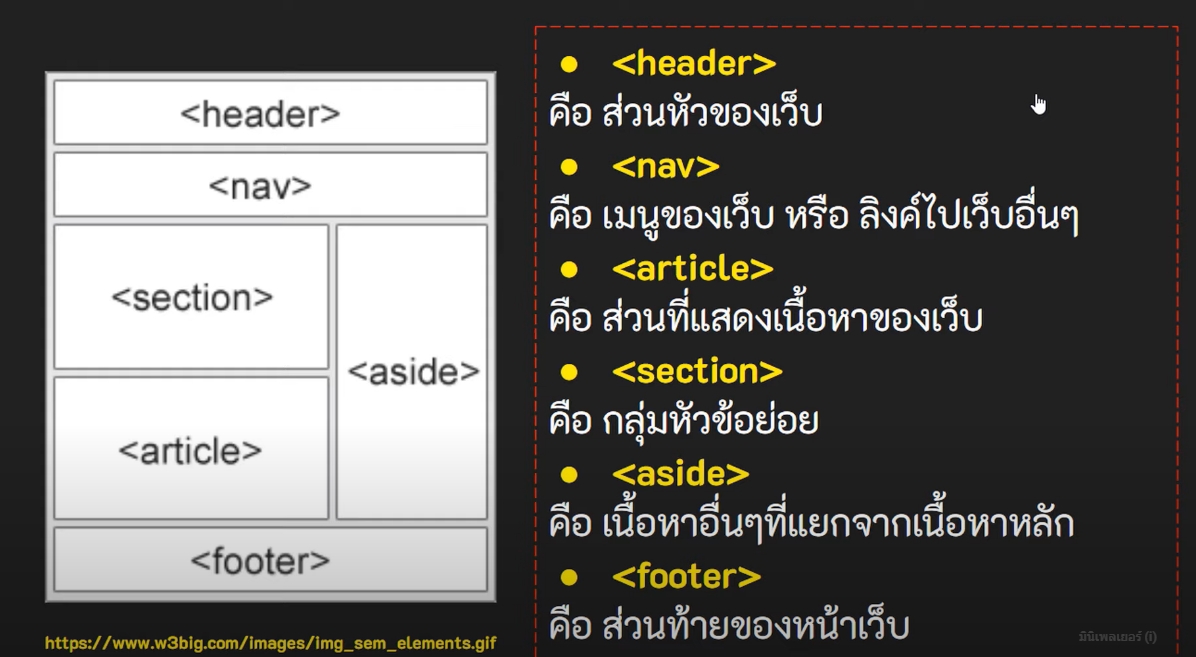 <header>
<nav>
<section>
<aside>
<article>
<footer>
https://www.w3big.com/images/img_sem_elements.gif
● <header>
คือ ส่วนหัวของเว็บ
● <nav>
คือ เมนูของเว็บ หรือ ลิงค์ไปเว็บอื่นๆ
● <article>
คือ ส่วนที่แสดงเนื้อหาของเว็บ
● <section>
คือ กลุ่มหัวข้อย่อย
● <aside>
คือ เนื้อหาอื่นๆที่แยกจากเนื้อหาหลัก
● <footer>
คือ ส่วนท้ายของหน้าเว็บ
มินิเพลเยอร์ (i)